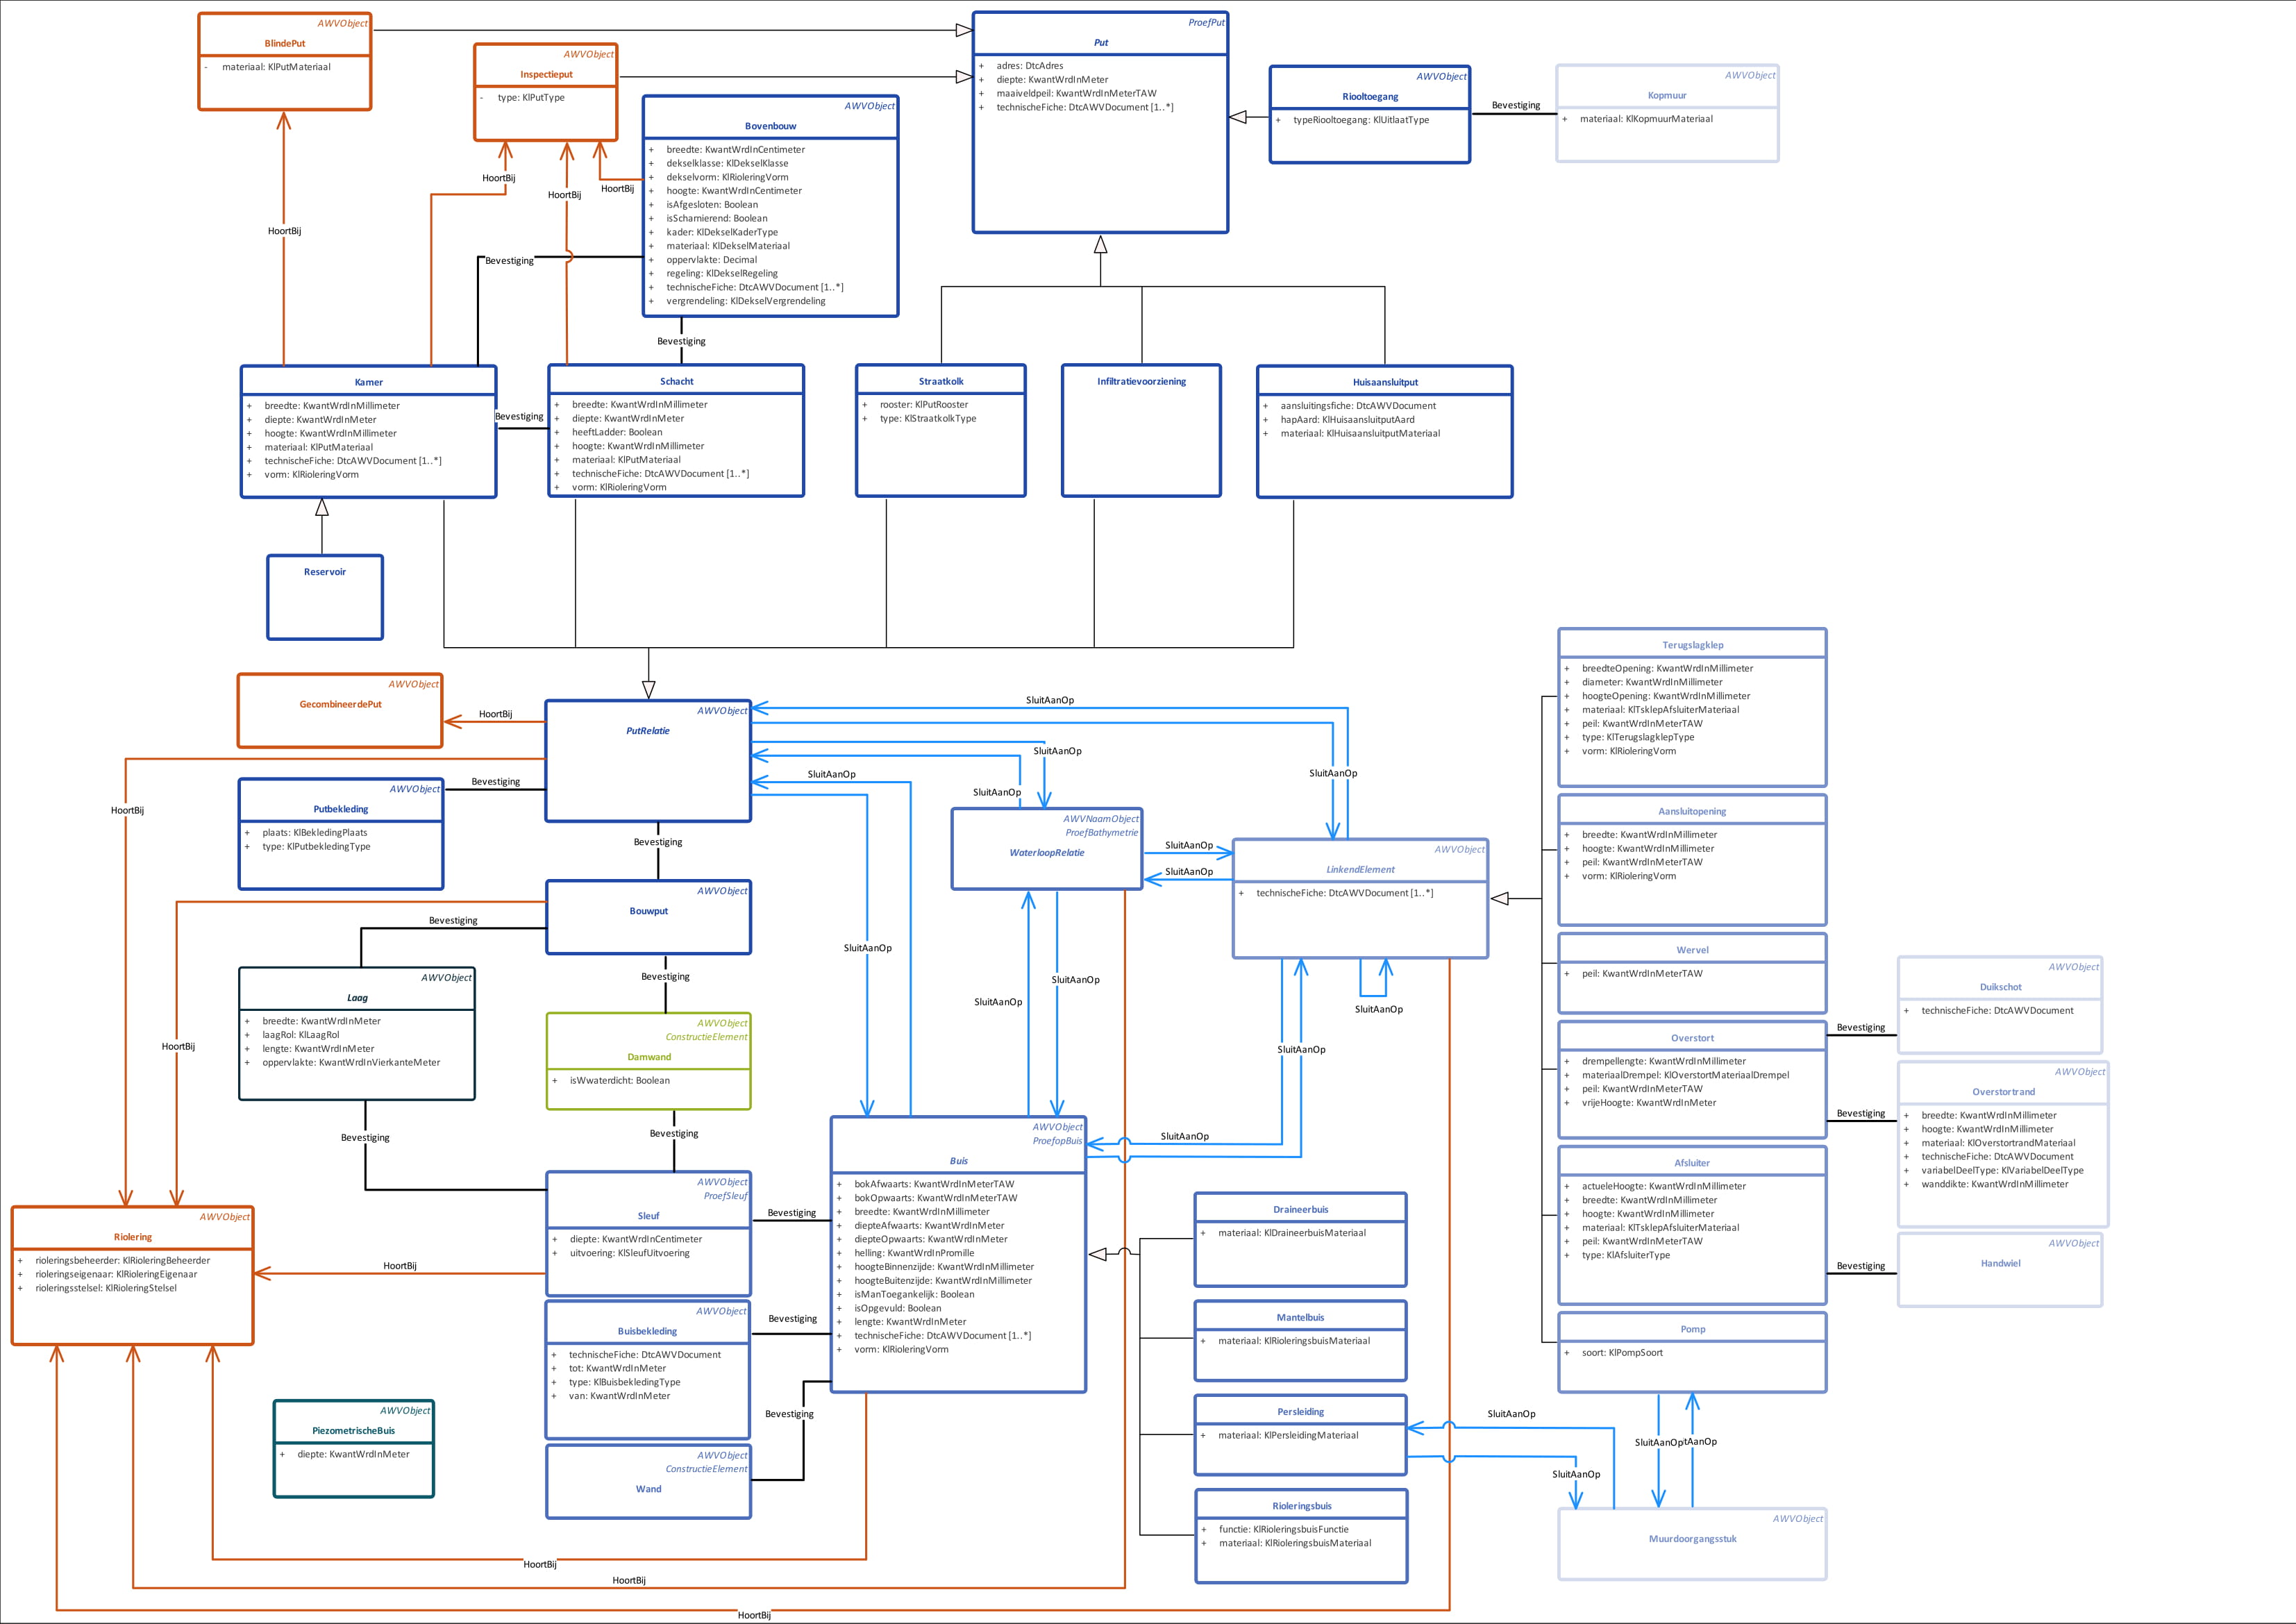 AWVObject
BlindePut
- materiaal: KlPutMateriaal
AWVObject
Inspectieput
- type: KlPutType
AWVObject
Bovenbouw
+ breedte: KwantWrdInCentimeter
+ dekselklasse: KlDekselKlasse
+ dekselvorm: KlRioleringVorm
+ hoogte: KwantWrdInCentimeter
+ isAfgesloten: Boolean
+ isScharnierend: Boolean
+ kader: KlDekselKaderType
+ materiaal: KlDekselMateriaal
+ oppervlakte: Decimal
+ regeling: KlDekselRegeling
+ technischeFiche: DtcAWVDocument [1..*]
+ vergrendeling: KlDekselVergrendeling
ProefPut
Put
+ adres: DtcAdres
+ diepte: KwantWrdInMeter
+ maaiveldpeil: KwantWrdInMeterTAW
+ technischeFiche: DtcAWVDocument [1..*]
AWVObject
Riooltoegang
+ typeRiooltoegang: KlUitlaatType
Bevestiging
AWVObject
Kopmuur
+ materiaal: KlKopmuurMateriaal
HoortBij
HoortBij
HoortBij
HoortBij
Bevestiging
Bevestiging
Kamer
+ breedte: KwantWrdInMillimeter
+ diepte: KwantWrdInMeter
+ hoogte: KwantWrdInMillimeter
+ materiaal: KlPutMateriaal
+ technischeFiche: DtcAWVDocument [1..*]
+ vorm: KlRioleringVorm
Bevestiging
Schacht
+ breedte: KwantWrdInMillimeter
+ diepte: KwantWrdInMeter
+ heeftLadder: Boolean
+ hoogte: KwantWrdInMillimeter
+ materiaal: KlPutMateriaal
+ technischeFiche: DtcAWVDocument [1..*]
+ vorm: KlRioleringVorm
Straatkolk
+ rooster: KlPutRooster
+ type: KlStraatkolkType
Infiltratievoorziening
Huisaansluitput
+ aansluitingsfiche: DtcAWVDocument
+ hapAard: KlHuisaansluitputAard
+ materiaal: KlHuisaansluitputMateriaal
Reservoir
AWVObject
GecombineerdePut
HoortBij
AWVObject
PutRelatie
SluitAanOp
SluitAanOp
SluitAanOp
SluitAanOp
SluitAanOp
HoortBij
AWVObject
Putbekleding
+ plaats: KlBekledingPlaats
+ type: KlPutbekledingType
Bevestiging
Bevestiging
AWVObject
Bouwput
Bevestiging
Bevestiging
AWVObject
Laag
+ breedte: KwantWrdInMeter
+ laagRol: KlLaagRol
+ lengte: KwantWrdInMeter
+ oppervlakte: KwantWrdInVierkanteMeter
HoortBij
AWVObject
ConstructieElement
Damwand
+ isWwaterdicht: Boolean
Bevestiging
Bevestiging
AWVNaamObject
ProefBathymetrie
WaterloopRelatie
SluitAanOp
SluitAanOp
AWVObject
LinkendElement
+ technischeFiche: DtcAWVDocument [1..*]
SluitAanOp
SluitAanOp
SluitAanOp
SluitAanOp
SluitAanOp
SluitAanOp
Terugslagklep
+ breedteOpening: KwantWrdInMillimeter
+ diameter: KwantWrdInMillimeter
+ hoogteOpening: KwantWrdInMillimeter
+ materiaal: KlTsklepAfsluiterMateriaal
+ peil: KwantWrdInMeterTAW
+ type: KlTerugslagklepType
+ vorm: KlRioleringVorm
Aansluitopening
+ breedte: KwantWrdInMillimeter
+ hoogte: KwantWrdInMillimeter
+ peil: KwantWrdInMeterTAW
+ vorm: KlRioleringVorm
Wervel
+ peil: KwantWrdInMeterTAW
Overstort
+ drempellengte: KwantWrdInMillimeter
+ materiaalDrempel: KlOverstortMateriaalDrempel
+ peil: KwantWrdInMeterTAW
+ vrijeHoogte: KwantWrdInMeter
Bevestiging
AWVObject
Duikschot
+ technischeFiche: DtcAWVDocument
Bevestiging
AWVObject
Overstortrand
+ breedte: KwantWrdInMillimeter
+ hoogte: KwantWrdInMillimeter
+ materiaal: KlOverstortrandMateriaal
+ technischeFiche: DtcAWVDocument
+ variabelDeelType: KlVariabelDeelType
+ wanddikte: KwantWrdInMillimeter
Afsluiter
+ actueleHoogte: KwantWrdInMillimeter
+ breedte: KwantWrdInMillimeter
+ hoogte: KwantWrdInMillimeter
+ materiaal: KlTsklepAfsluiterMateriaal
+ peil: KwantWrdInMeterTAW
+ type: KlAfsluiterType
Bevestiging
AWVObject
Handwiel
Pomp
+ soort: KlPompSoort
AWVObject
Riolering
+ rioleringsbeheerder: KlRioleringBeheerder
+ rioleringseigenaar: KlRioleringEigenaar
+ rioleringsstelsel: KlRioleringStelsel
HoortBij
AWVObject
ProefSleuf
Sleuf
+ diepte: KwantWrdInCentimeter
+ uitvoering: KlSleufUitvoering
Bevestiging
AWVObject
Buisbekleding
+ technischeFiche: DtcAWVDocument
+ tot: KwantWrdInMeter
+ type: KlBuisbekledingType
+ van: KwantWrdInMeter
Bevestiging
AWVObject
ConstructieElement
Wand
Bevestiging
AWVObject
ProefopBuis
Buis
+ bokAfwaarts: KwantWrdInMeterTAW
+ bokOpwaarts: KwantWrdInMeterTAW
+ breedte: KwantWrdInMillimeter
+ diepteAfwaarts: KwantWrdInMeter
+ diepteOpwaarts: KwantWrdInMeter
+ helling: KwantWrdInPromille
+ hoogteBinnenzijde: KwantWrdInMillimeter
+ hoogteBuitenzijde: KwantWrdInMillimeter
+ isManToegankelijk: Boolean
+ isOpgevuld: Boolean
+ lengte: KwantWrdInMeter
+ technischeFiche: DtcAWVDocument [1..*]
+ vorm: KlRioleringVorm
Draineerbuis
+ materiaal: KlDraineerbuisMateriaal
Mantelbuis
+ materiaal: KlRioleringsbuisMateriaal
Persleiding
+ materiaal: KlPersleidingMateriaal
Rioleringsbuis
+ functie: KlRioleringsbuisFunctie
+ materiaal: KlRioleringsbuisMateriaal
SluitAanOp
SluitAanOp
SluitAanOp
tAanOp
AWVObject
Muurdoorgangsstuk
AWVObject
PiezometrischeBuis
+ diepte: KwantWrdInMeter
HoortBij
HoortBij
HoortBij